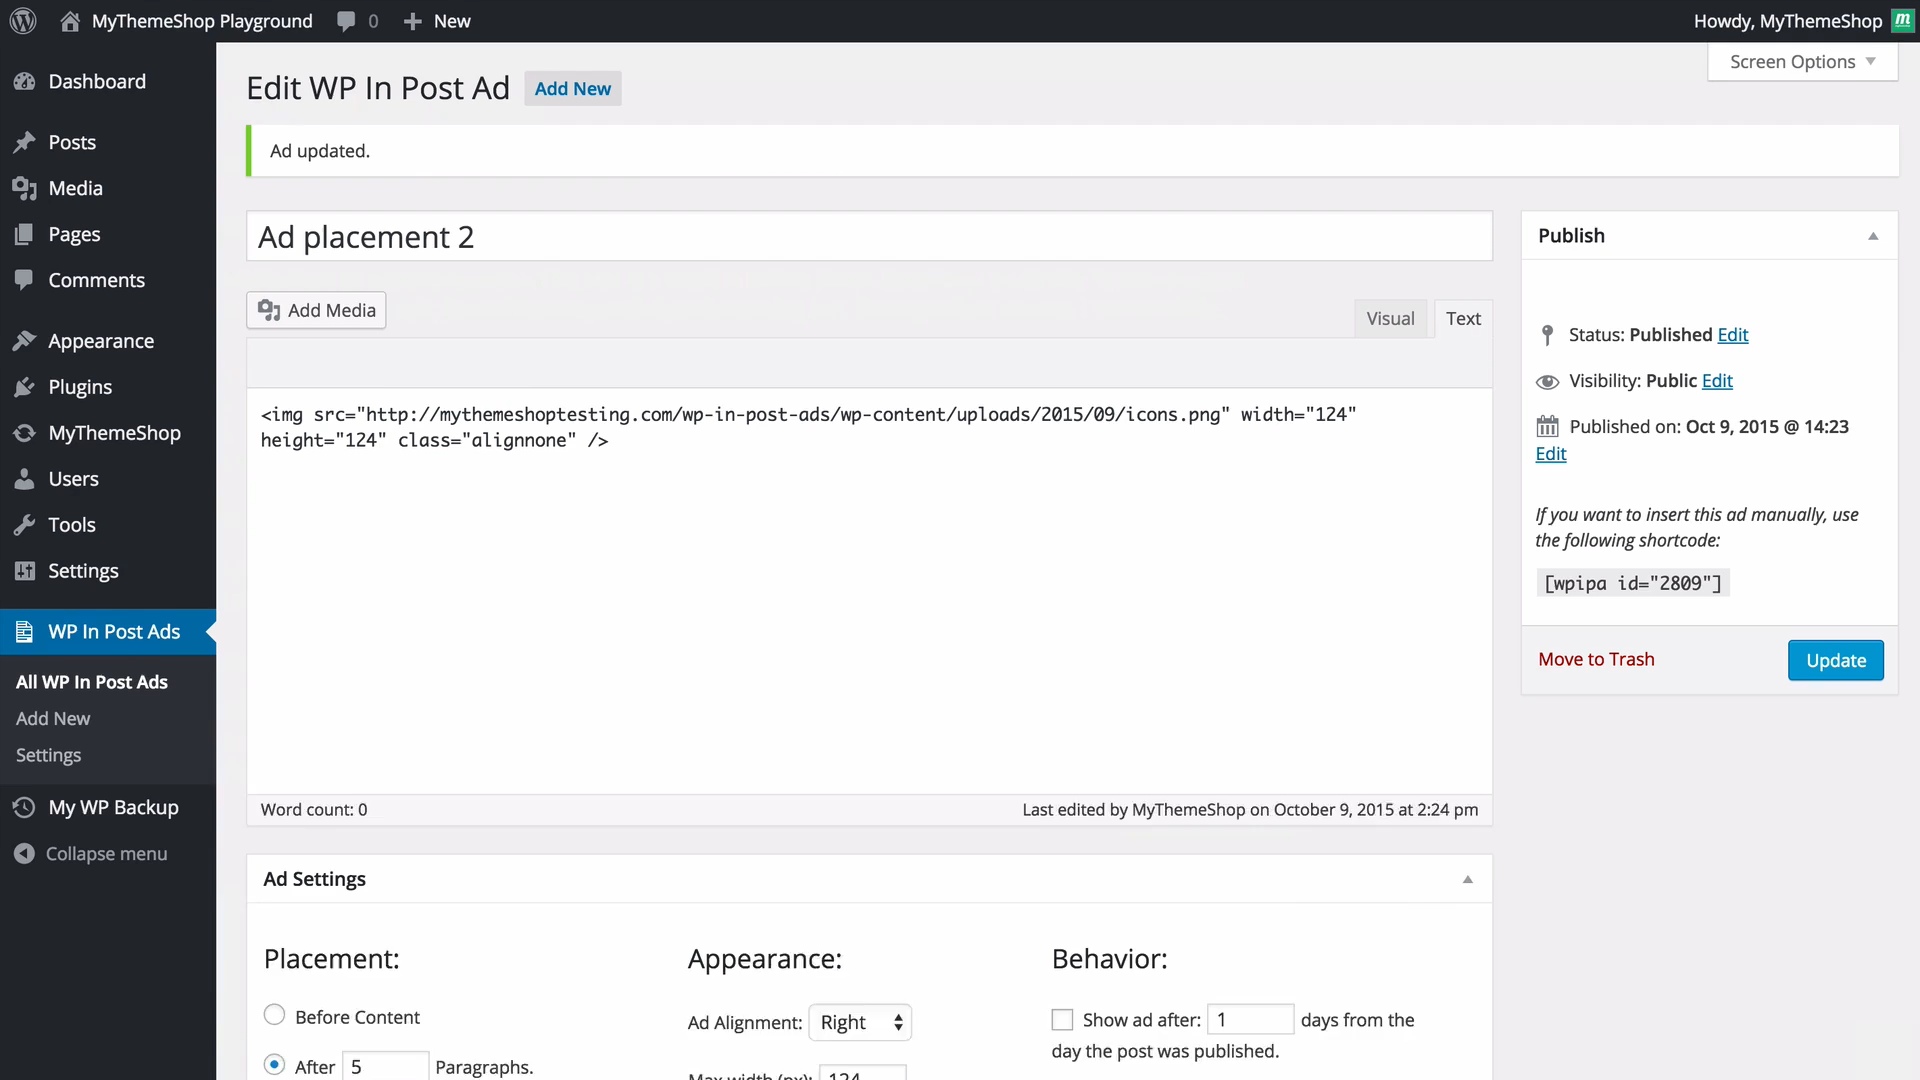 MyThemeShop Playground 0 New Howdy, MyThemeShop
Screen Options
Dashboard
Posts
Media
Pages
Comments
Appearance
Plugins
MyThemeShop
Users
Tools
Settings
WP In Post Ads
All WP In Post Ads
Add New
Settings
My WP Backup
Collapse menu
Edit WP In Post Ad Add New
Ad updated.
Ad placement 2
Add Media
Visual Text
<img src="http://mythemeshoptesting.com/wp-in-post-ads/wp-content/uploads/2015/09/icons.png" width="124"
height="124" class="alignnone" />
Word count: 0 Last edited by MyThemeShop on October 9, 2015 at 2:24 pm
Publish
Status: Published Edit
Visibility: Public Edit
Published on: Oct 9, 2015 @ 14:23
Edit
If you want to insert this ad manually, use
the following shortcode:
[wpipa id="2809"]
Move to Trash Update
Ad Settings
Placement:
Before Content
After 5 Paragraphs.
Appearance:
Ad Alignment: Right
Max width (px): 124
Behavior:
Show ad after: 1 days from the
day the post was published.